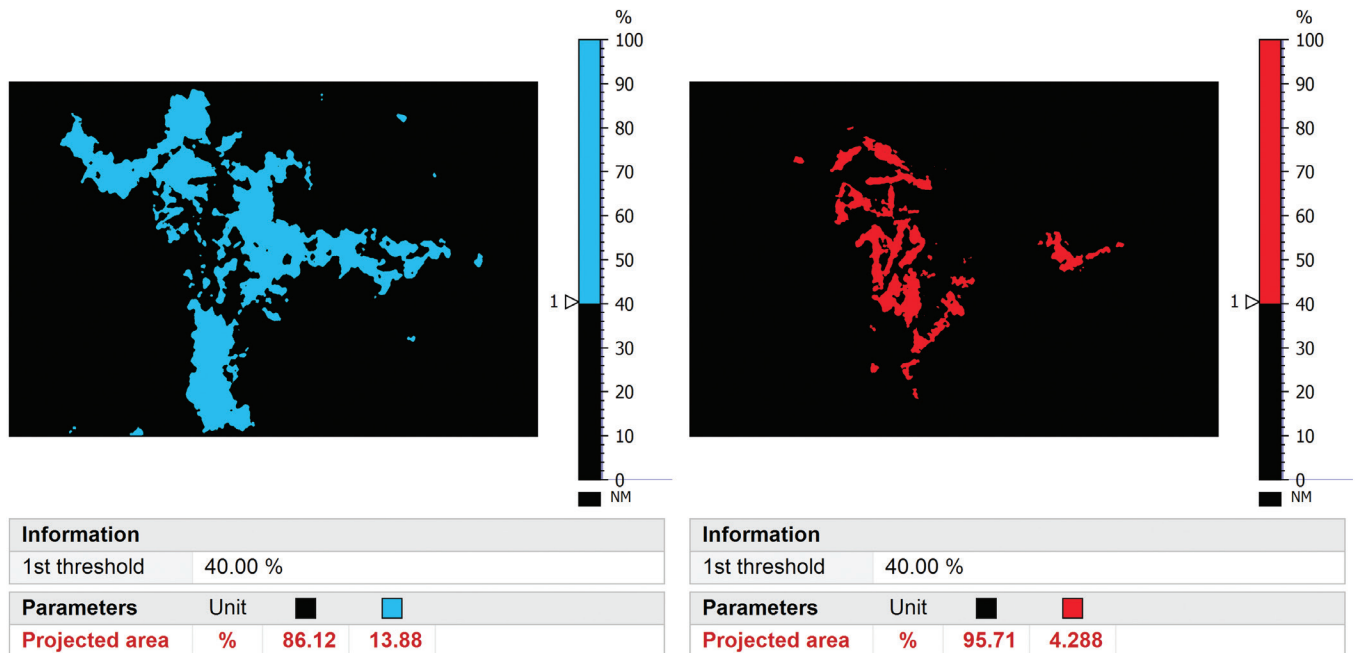 %
100
90
80
70
60
50
40
30
20
10
0
1
NM
Information
1st threshold 40.00 %
Parameters Unit
Projected area % 86.12 13.88
%
100
90
80
70
60
50
40
30
20
10
0
1
NM
Information
1st threshold 40.00 %
Parameters Unit
Projected area % 95.71 4.288